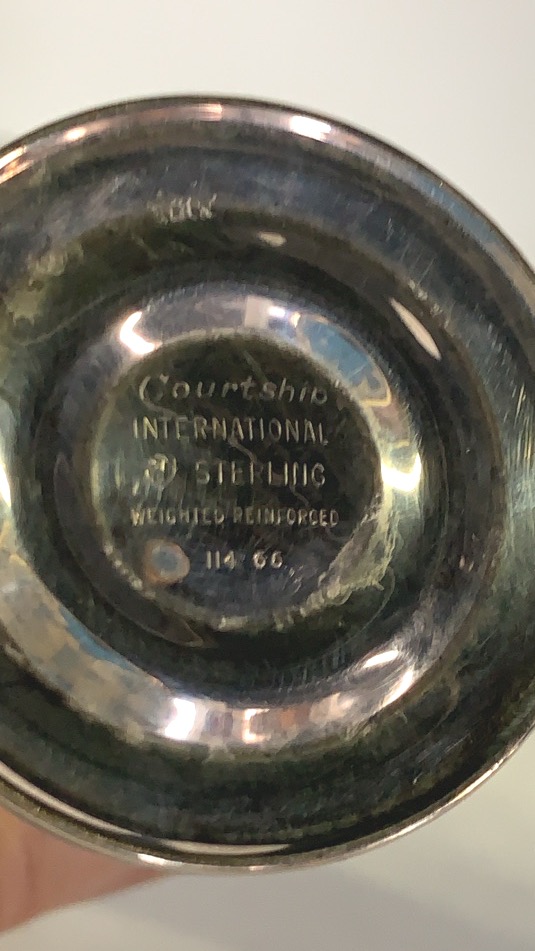 Courtship
INTERNATIONAL
STERLING
WEIGHTED REINFORCED
114 66